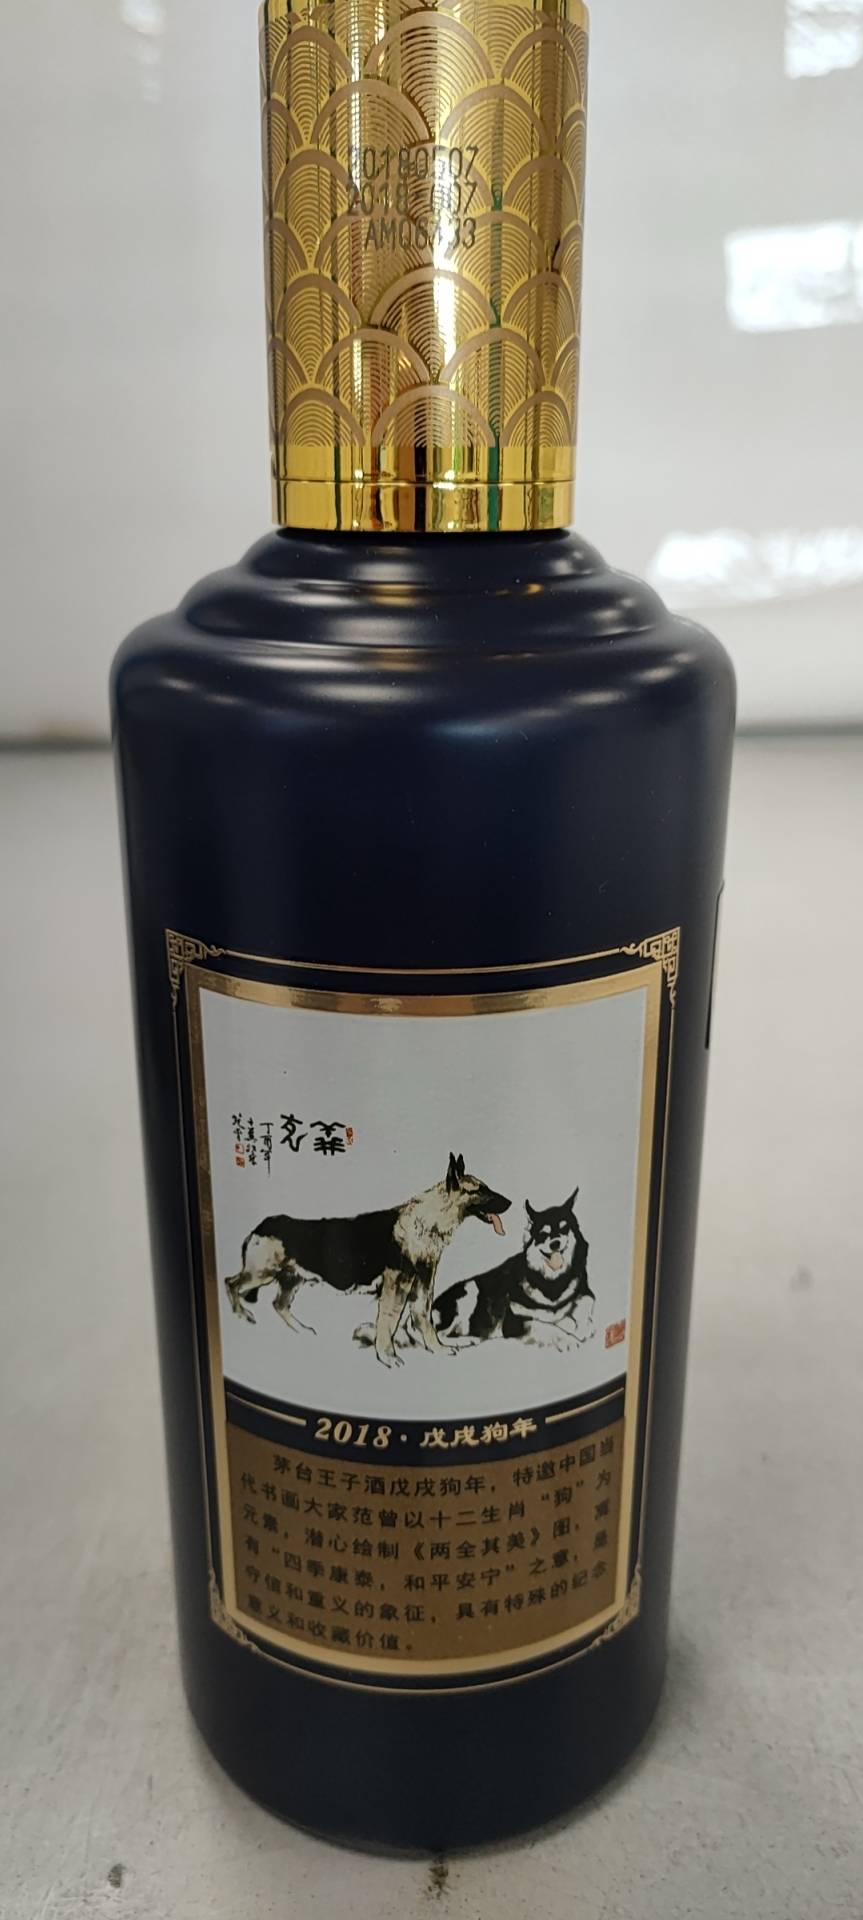 20180507
2018-007
2018·戊戌狗年
茅台王子酒戊戌狗年，特邀中国当
代书画大家范曾以十二生肖“狗”为
元素，潜心绘制《两全其美》图，寓
有“四季康泰，和平安宁”之意，是
守信和重义的象征，具有特殊的纪念
意义和收藏价值。